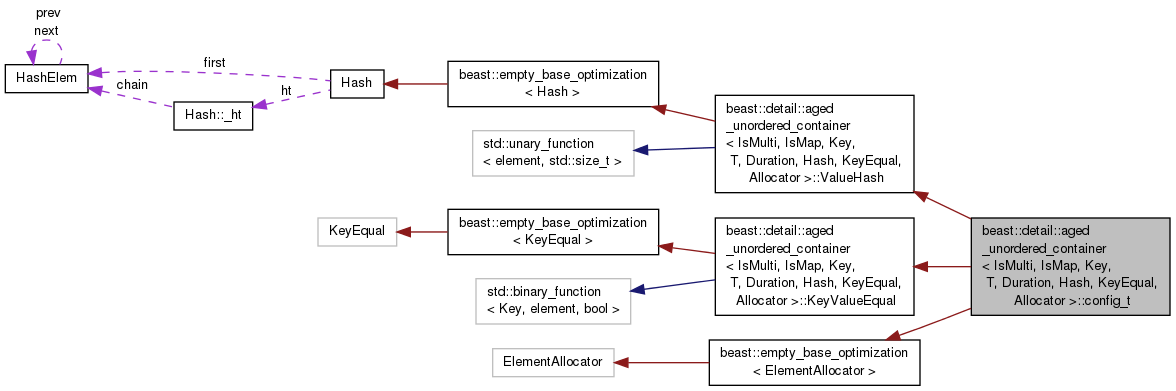 prev
next
HashElem
first
chain
Hash::_ht
ht
Hash
beast::empty_base_optimization
< Hash >
std::unary_function
< element, std::size_t >
beast::detail::aged
_unordered_container
< IsMulti, IsMap, Key,
T, Duration, Hash, KeyEqual,
Allocator >::ValueHash
KeyEqual
beast::empty_base_optimization
< KeyEqual >
std::binary_function
< Key, element, bool >
beast::detail::aged
_unordered_container
< IsMulti, IsMap, Key,
T, Duration, Hash, KeyEqual,
Allocator >::KeyValueEqual
beast::detail::aged
_unordered_container
< IsMulti, IsMap, Key,
T, Duration, Hash, KeyEqual,
Allocator >::config_t
ElementAllocator
beast::empty_base_optimization
< ElementAllocator >